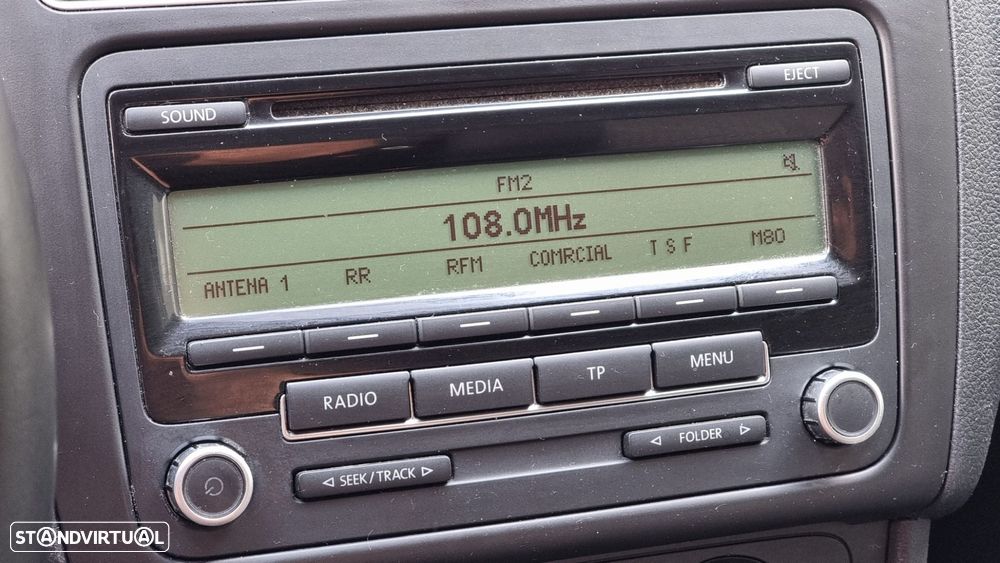 EJECT
SOUND
FM2
108.0MHz
ANTENA 1 RR RFM COMRCIAL T S F M80
RADIO MEDIA TP MENU
SEEK/TRACK FOLDER
STANDVIRTUAL